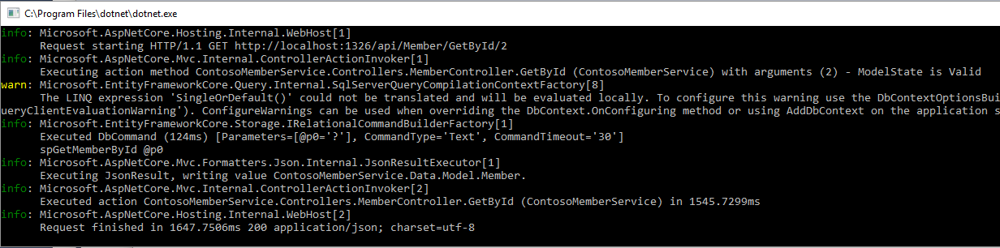 C:\Program Files\dotnet\dotnet.exe
info: Microsoft.AspNetCore.Hosting.Internal.WebHost[1]
Request starting HTTP/1.1 GET http://localhost:1326/api/Member/GetById/2
info: Microsoft.AspNetCore.Mvc.Internal.ControllerActionInvoker[1]
Executing action method ContosoMemberService.Controllers.MemberController.GetById (ContosoMemberService) with arguments (2) - ModelState is Valid
warn: Microsoft.EntityFrameworkCore.Query.Internal.SqlServerQueryCompilationContextFactory[8]
The LINQ expression 'SingleOrDefault()' could not be translated and will be evaluated locally. To configure this warning use the DbContextOptionsBui
ueryClientEvaluationWarning'). ConfigureWarnings can be used when overriding the DbContext.OnConfiguring method or using AddDbContext on the application s
info: Microsoft.EntityFrameworkCore.Storage.IRelationalCommandBuilderFactory[1]
Executed DbCommand (124ms) [Parameters=[@p0='?'], CommandType='Text', CommandTimeout='30']
spGetMemberById @p0
info: Microsoft.AspNetCore.Mvc.Formatters.Json.Internal.JsonResultExecutor[1]
Executing JsonResult, writing value ContosoMemberService.Data.Model.Member.
info: Microsoft.AspNetCore.Mvc.Internal.ControllerActionInvoker[2]
Executed action ContosoMemberService.Controllers.MemberController.GetById (ContosoMemberService) in 1545.7299ms
info: Microsoft.AspNetCore.Hosting.Internal.WebHost[2]
Request finished in 1647.7506ms 200 application/json; charset=utf-8